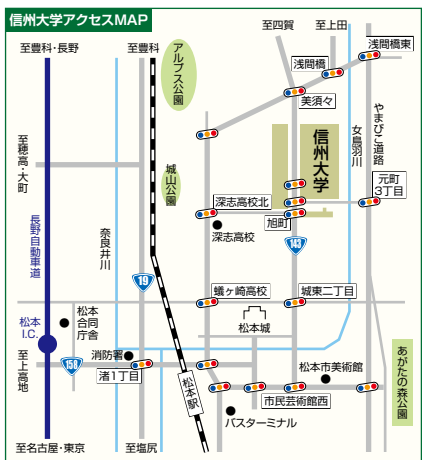 信州大学アクセスMAP
至豊科・長野
至豊科
アルプス公園
至四賀
至上田
浅間橋東
浅間橋
美須々
やまびこ道路
女鳥羽川
信州大学
至穂高・大町
城山公園
元町
3丁目
深志高校北
旭町
深志高校
143
長野自動車道
奈良井川
19
蟻ヶ崎高校
城東二丁目
松本
I.C.
松本
合同
庁舎
松本城
至上高地
158
消防署
渚1丁目
松本駅
松本市美術館
あがたの森公園
市民芸術館西
バスターミナル
至名古屋・東京
至塩尻